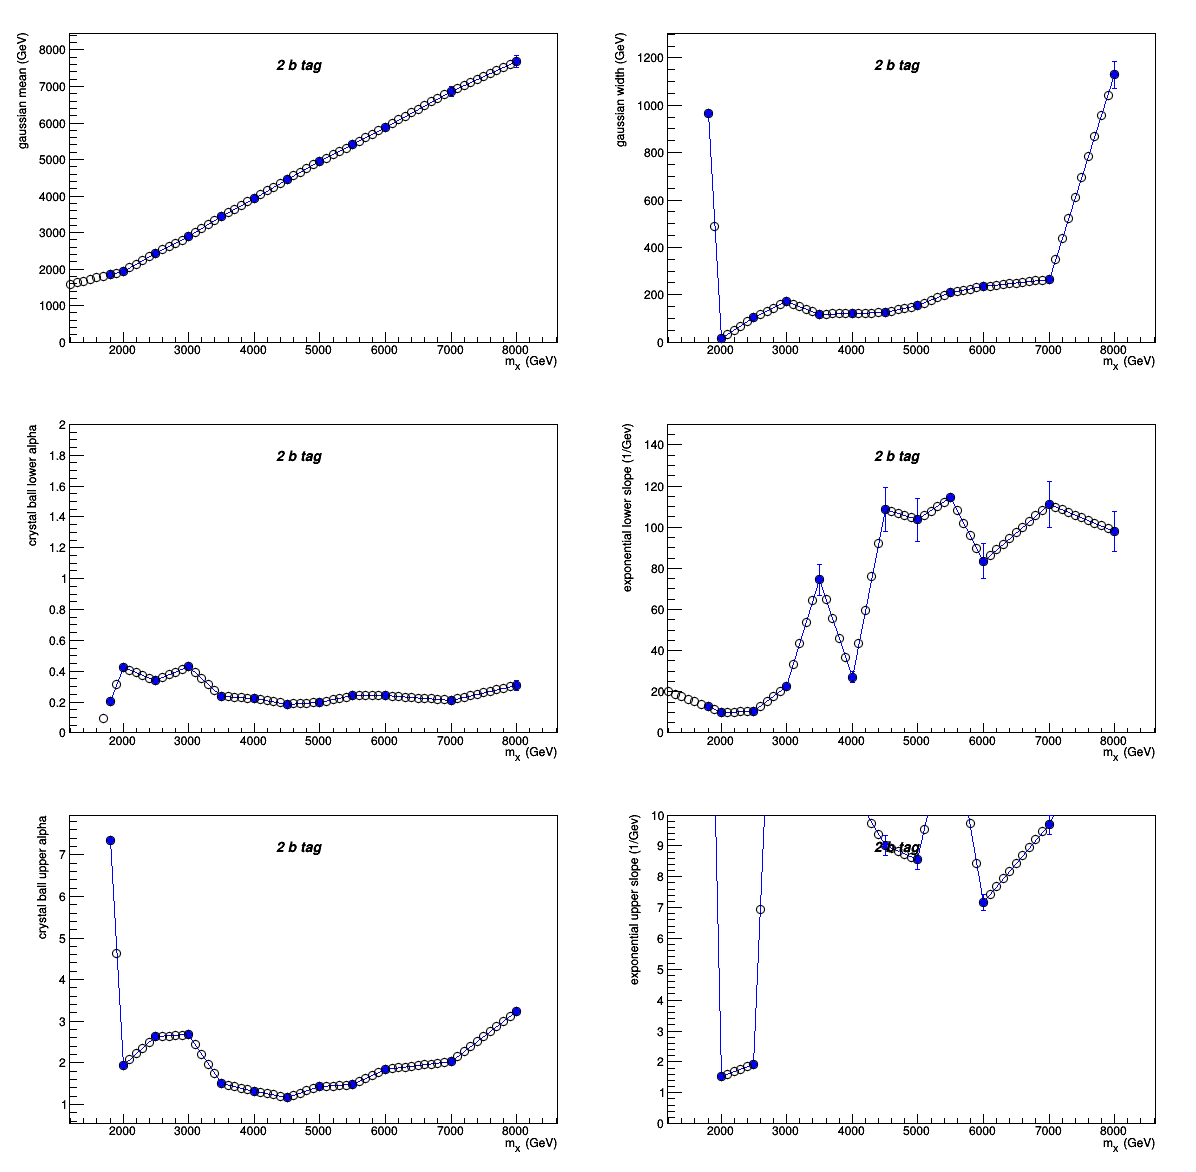 gaussian mean (GeV)
2 b tag
8000
7000
6000
5000
4000
3000
2000
1000
0
2000 3000 4000 5000 6000 7000 8000
m_x (GeV)
gaussian width (GeV)
2 b tag
1200
1000
800
600
400
200
0
2000 3000 4000 5000 6000 7000 8000
m_x (GeV)
crystal ball lower alpha
2 b tag
2
1.8
1.6
1.4
1.2
1
0.8
0.6
0.4
0.2
0
2000 3000 4000 5000 6000 7000 8000
m_x (GeV)
exponential lower slope (1/Gev)
2 b tag
140
120
100
80
60
40
20
0
2000 3000 4000 5000 6000 7000 8000
m_x (GeV)
crystal ball upper alpha
2 b tag
7
6
5
4
3
2
1
2000 3000 4000 5000 6000 7000 8000
m_x (GeV)
exponential upper slope (1/Gev)
2 b tag
10
9
8
7
6
5
4
3
2
1
0
2000 3000 4000 5000 6000 7000 8000
m_x (GeV)